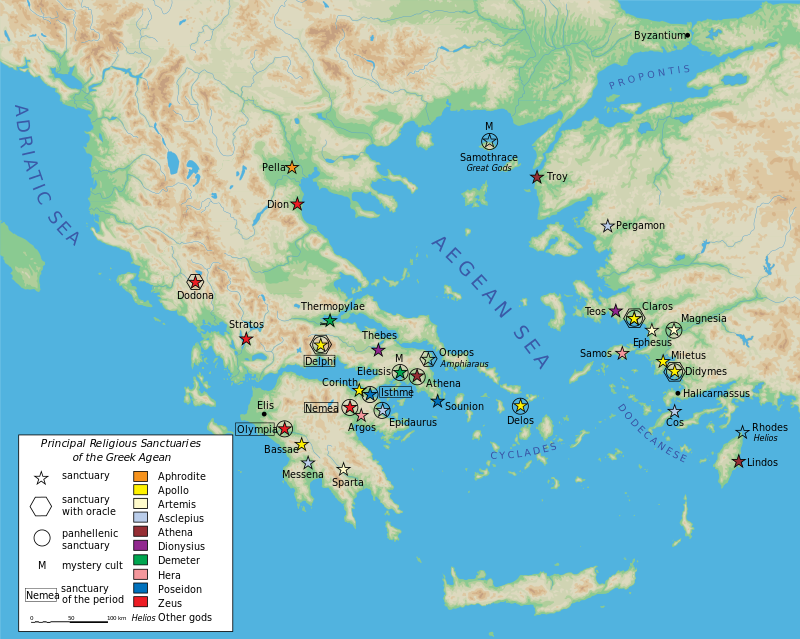 Byzantium
PROPONTIS
ADRIATIC SEA
M
Samothrace
Great Gods
Pella
Troy
Dion
Pergamon
AEGEAN SEA
Dodona
Thermopylae
Teos
Claros
Magnesia
Stratos
Thebes
Ephesus
Delphi
M
Oropos
Amphiaraus
Samos
Miletus
Eleusis
Didymes
Corinth
Athena
Isthme
Halicarnassus
Elis
Nemea
Sounion
Argos
Epidaurus
Delos
Cos
DODECANESE
Olympia
Rhodes
Helios
Bassae
CYCLADES
Lindos
Messena
Sparta
Principal Religious Sanctuaries
of the Greek Agean
sanctuary
sanctuary
with oracle
panhellenic
sanctuary
M mystery cult
Nemea sanctuary
of the period
0 50 100 km
Aphrodite
Apollo
Artemis
Asclepius
Athena
Dionysius
Demeter
Hera
Poseidon
Zeus
Helios Other gods